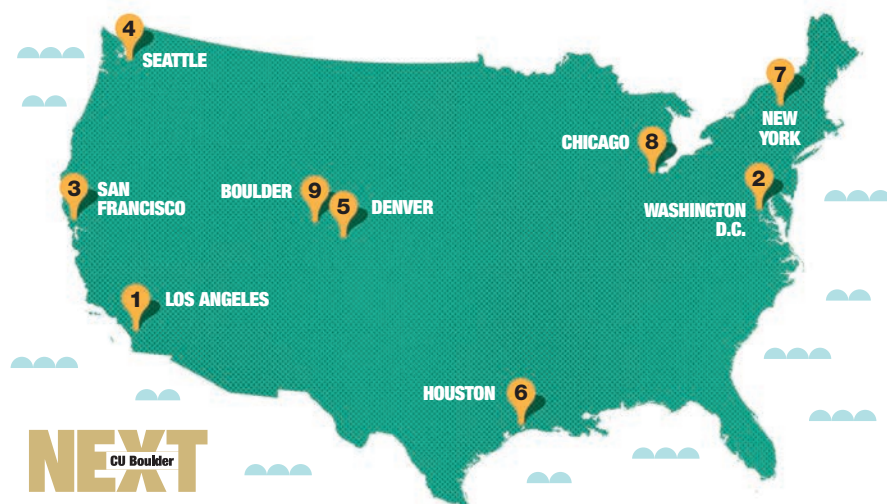 4
SEATTLE
7
NEW
YORK
CHICAGO
8
3
SAN
FRANCISCO
BOULDER
9
5
DENVER
2
WASHINGTON
D.C.
1
LOS ANGELES
HOUSTON
6
NEXT
CU Boulder